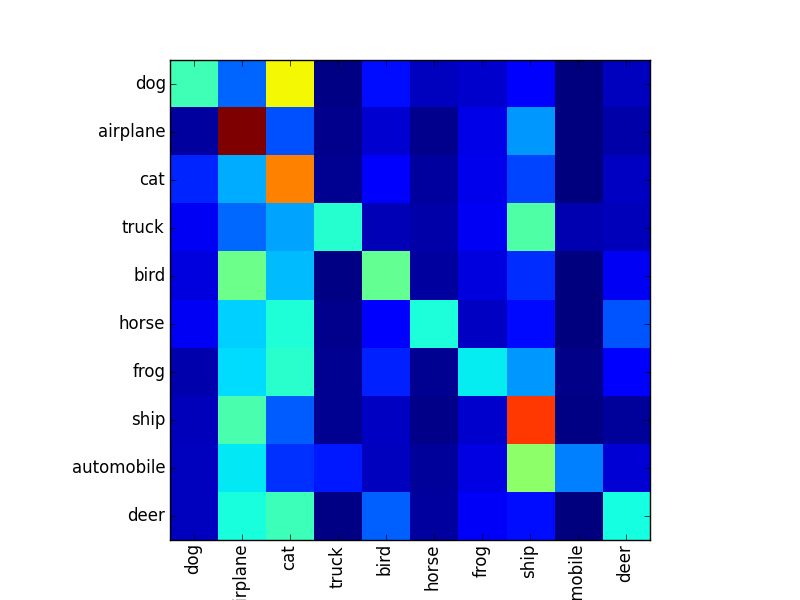 dog
airplane
cat
truck
bird
horse
frog
ship
automobile
deer
dog
irplane
cat
truck
bird
horse
frog
ship
mobile
deer